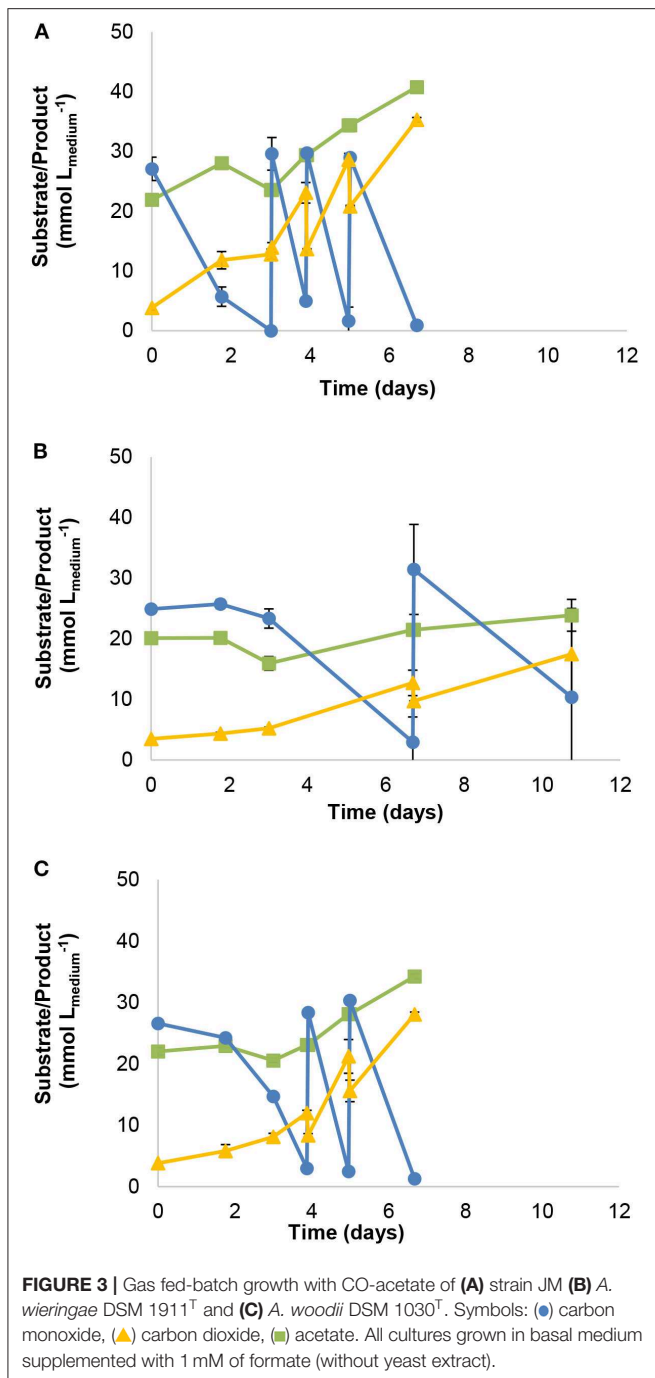 A
50
40
30
20
10
0
Substrate/Product
(mmol Lmedium⁻¹)
0 2 4 6 8 10 12
Time (days)
B
50
40
30
20
10
0
Substrate/Product
(mmol Lmedium⁻¹)
0 2 4 6 8 10 12
Time (days)
C
50
40
30
20
10
0
Substrate/Product
(mmol Lmedium⁻¹)
0 2 4 6 8 10 12
Time (days)
FIGURE 3 | Gas fed-batch growth with CO-acetate of (A) strain JM (B) A.
wieringae DSM 1911ᵀ and (C) A. woodii DSM 1030ᵀ. Symbols: (●) carbon
monoxide, (▲) carbon dioxide, (■) acetate. All cultures grown in basal medium
supplemented with 1 mM of formate (without yeast extract).